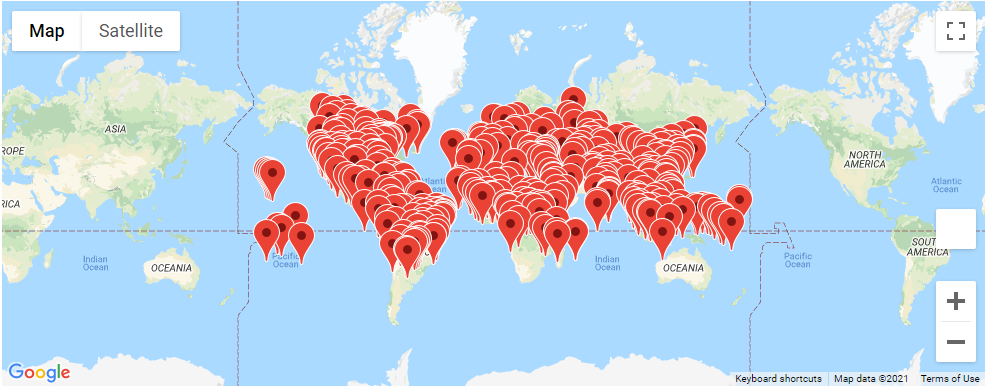 Map
Satellite
ASIA
ROPE
NORTH
AMERICA
Atlantic
Ocean
RICA
Indian
Ocean
Pacific
Ocean
Indian
Ocean
Pacific
Ocean
OCEANIA
OCEANIA
SOUTH
AMERICA
Google
Keyboard shortcuts
Map data ©2021
Terms of Use